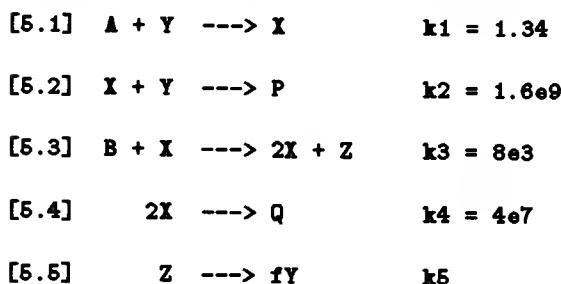 [5.1] A + Y ---> X k1 = 1.34
[5.2] X + Y ---> P k2 = 1.6e9
[5.3] B + X ---> 2X + Z k3 = 8e3
[5.4] 2X ---> Q k4 = 4e7
[5.5] Z ---> fY k5